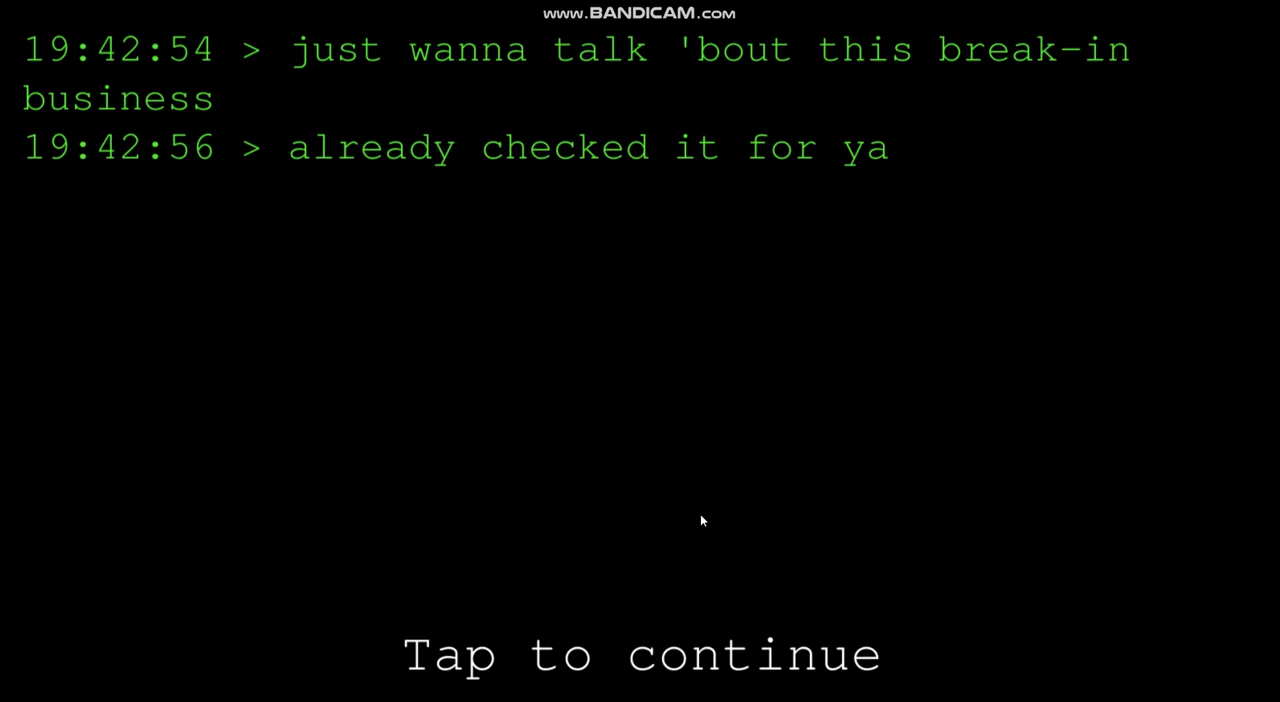 www.BANDICAM.com
19:42:54 > just wanna talk 'bout this break-in
business
19:42:56 > already checked it for ya
Tap to continue